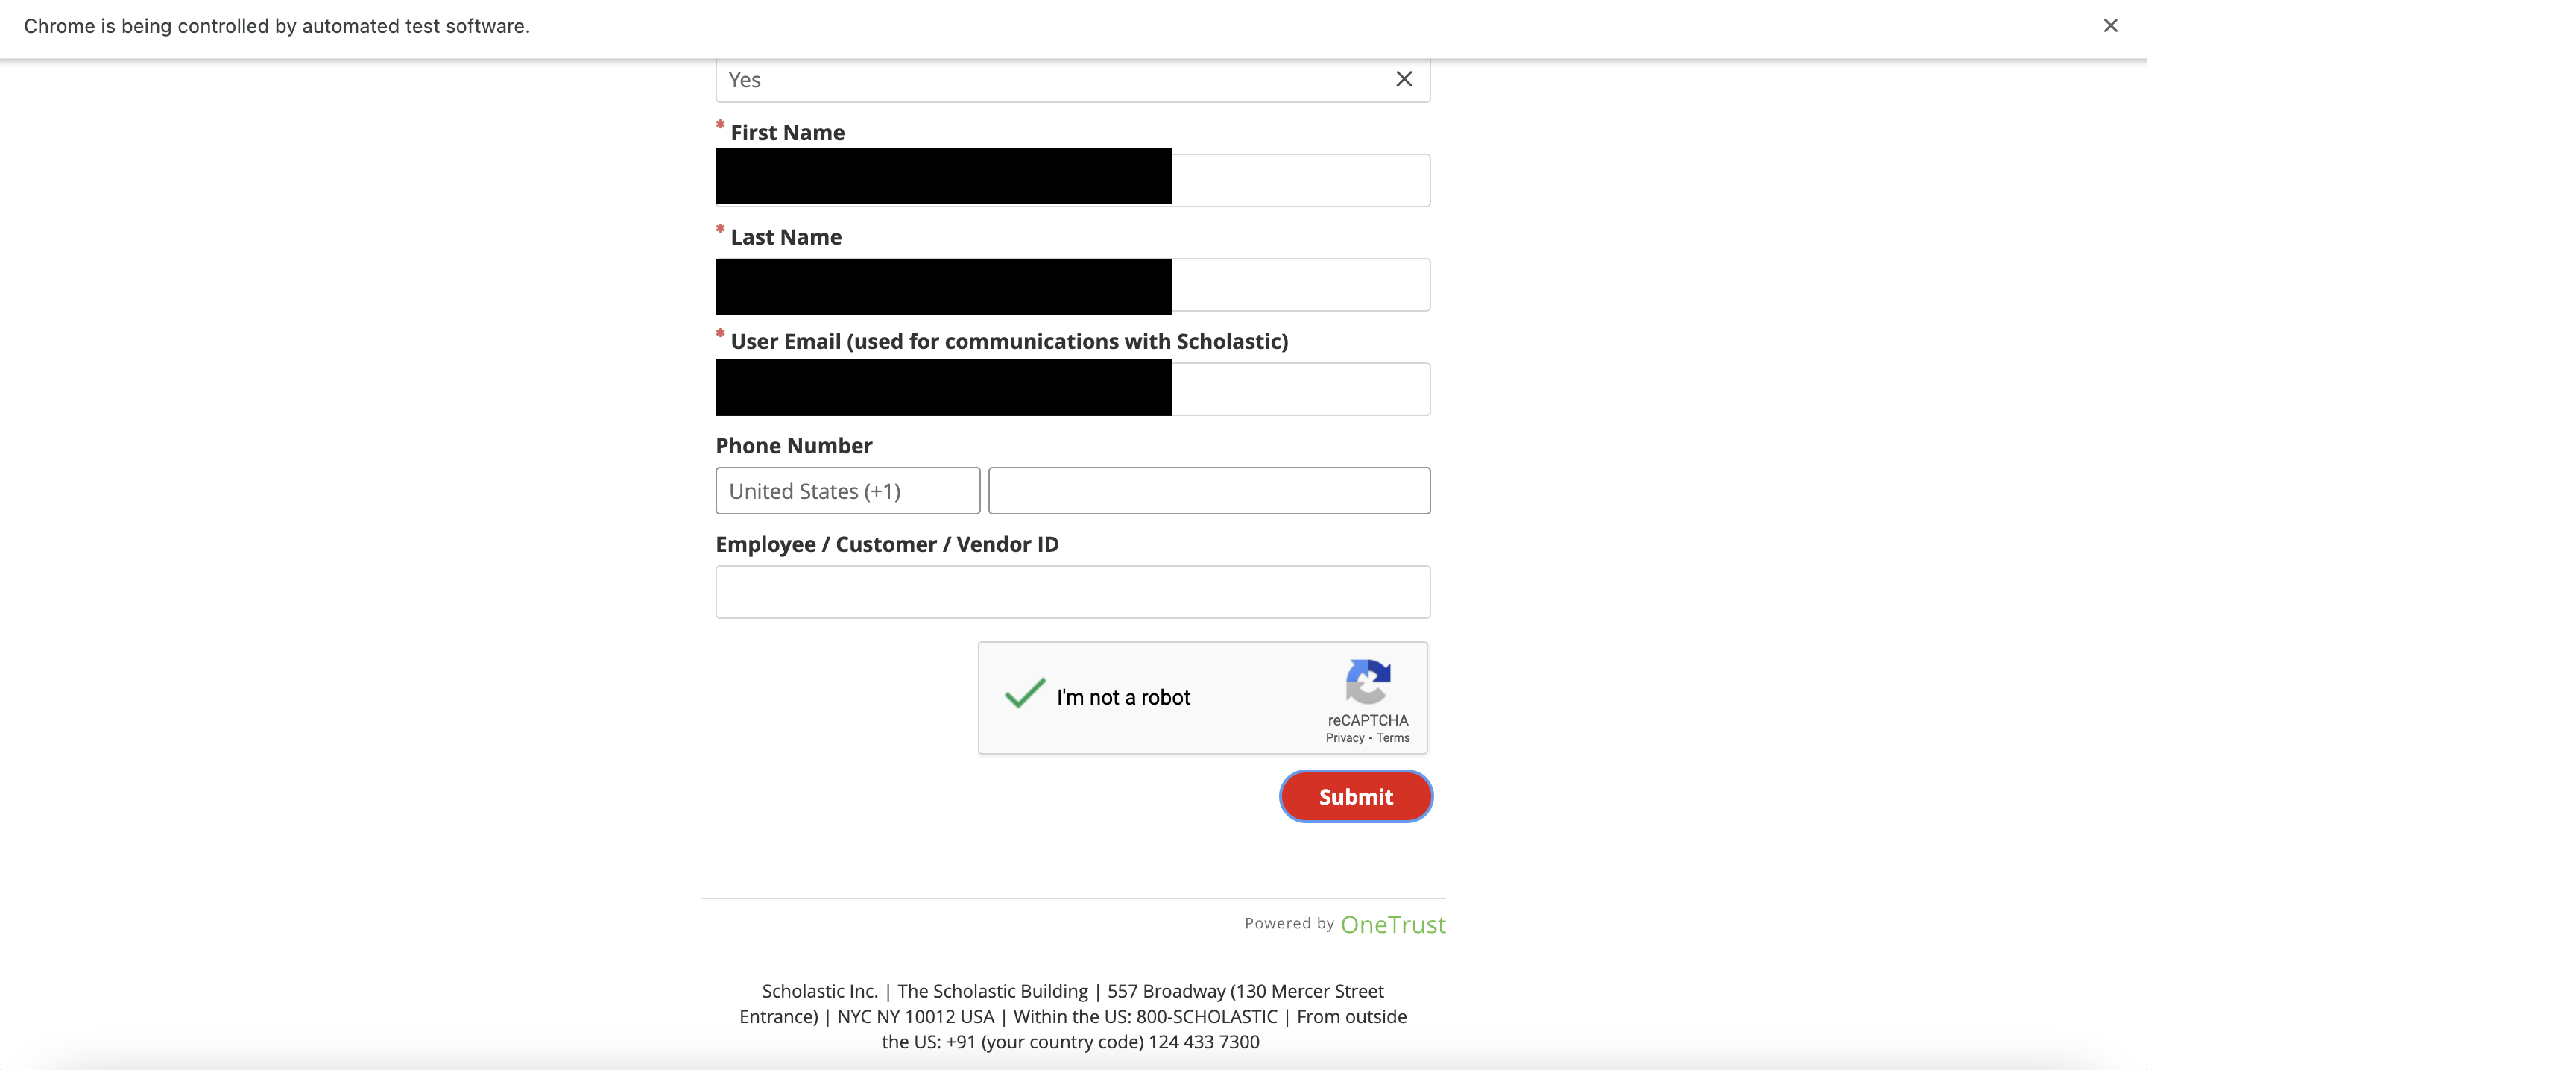 Chrome is being controlled by automated test software.
Yes
* First Name
* Last Name
* User Email (used for communications with Scholastic)
Phone Number
United States (+1)
Employee / Customer / Vendor ID
I'm not a robot
reCAPTCHA
Privacy - Terms
Submit
Powered by OneTrust
Scholastic Inc. | The Scholastic Building | 557 Broadway (130 Mercer Street
Entrance) | NYC NY 10012 USA | Within the US: 800-SCHOLASTIC | From outside
the US: +91 (your country code) 124 433 7300